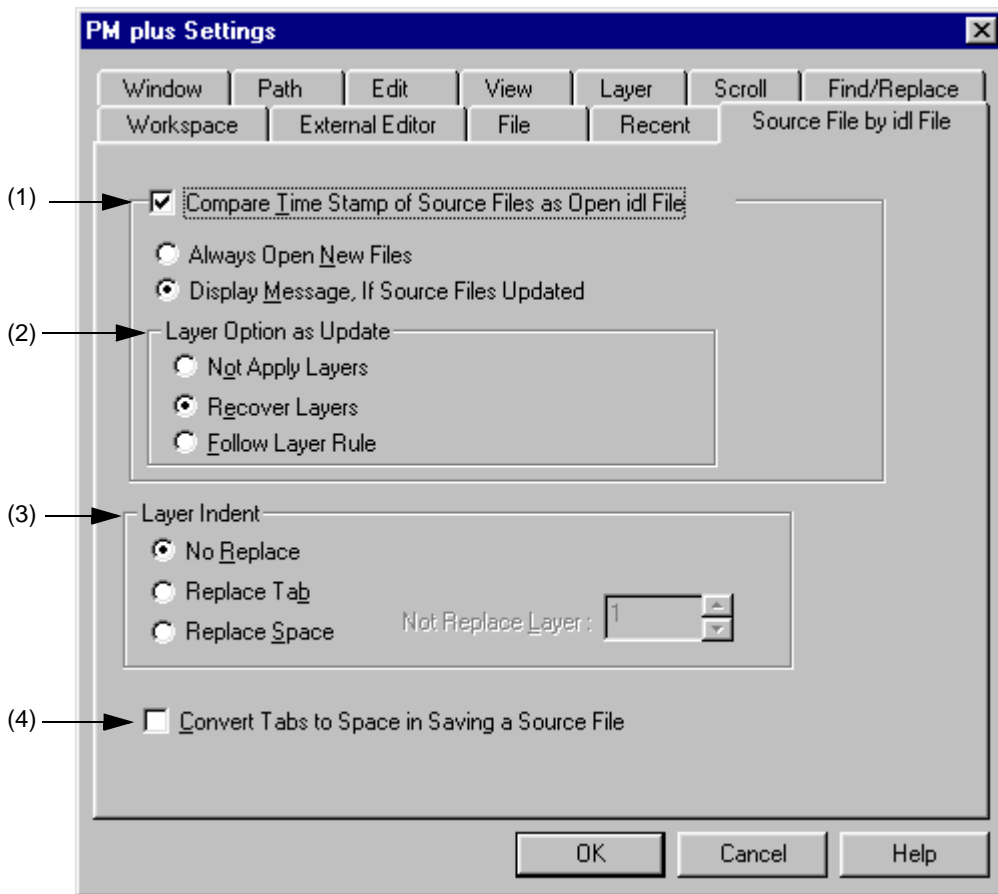 PM plus Settings
Window Path Edit View Layer Scroll Find/Replace
Workspace External Editor File Recent Source File by idl File
(1) Compare Time Stamp of Source Files as Open idl File
Always Open New Files
Display Message, If Source Files Updated
(2) Layer Option as Update
Not Apply Layers
Recover Layers
Follow Layer Rule
(3) Layer Indent
No Replace
Replace Tab
Replace Space Not Replace Layer : 1
(4) Convert Tabs to Space in Saving a Source File
OK Cancel Help